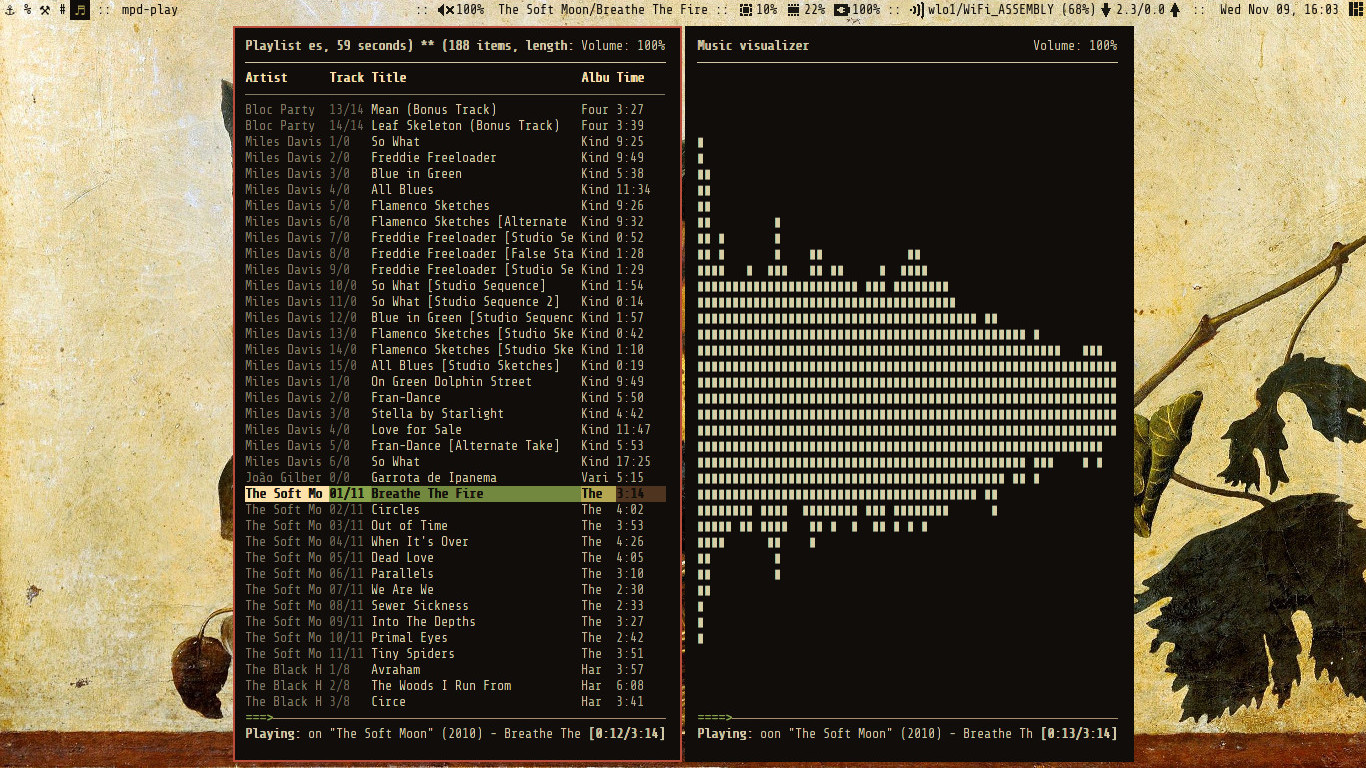 % # :: mpd-play :: 100% The Soft Moon/Breathe The Fire :: 10% 22% 100% :: wlo1/WiFi_ASSEMBLY (68%) 2.3/0.0 :: Wed Nov 09, 16:03
Playlist es, 59 seconds) ** (188 items, length: Volume: 100%
Artist Track Title Albu Time
Bloc Party 13/14 Mean (Bonus Track) Four 3:27
Bloc Party 14/14 Leaf Skeleton (Bonus Track) Four 3:39
Miles Davis 1/0 So What Kind 9:25
Miles Davis 2/0 Freddie Freeloader Kind 9:49
Miles Davis 3/0 Blue in Green Kind 5:38
Miles Davis 4/0 All Blues Kind 11:34
Miles Davis 5/0 Flamenco Sketches Kind 9:26
Miles Davis 6/0 Flamenco Sketches [Alternate Kind 9:32
Miles Davis 7/0 Freddie Freeloader [Studio Se Kind 0:52
Miles Davis 8/0 Freddie Freeloader [False Sta Kind 1:28
Miles Davis 9/0 Freddie Freeloader [Studio Se Kind 1:29
Miles Davis 10/0 So What [Studio Sequence] Kind 1:54
Miles Davis 11/0 So What [Studio Sequence 2] Kind 0:14
Miles Davis 12/0 Blue in Green [Studio Sequenc Kind 1:57
Miles Davis 13/0 Flamenco Sketches [Studio Ske Kind 0:42
Miles Davis 14/0 Flamenco Sketches [Studio Ske Kind 1:10
Miles Davis 15/0 All Blues [Studio Sketches] Kind 0:19
Miles Davis 1/0 On Green Dolphin Street Kind 9:49
Miles Davis 2/0 Fran-Dance Kind 5:50
Miles Davis 3/0 Stella by Starlight Kind 4:42
Miles Davis 4/0 Love for Sale Kind 11:47
Miles Davis 5/0 Fran-Dance [Alternate Take] Kind 5:53
Miles Davis 6/0 So What Kind 17:25
João Gilber 0/0 Garrota de Ipanema Vari 5:15
The Soft Mo 01/11 Breathe The Fire The 3:14
The Soft Mo 02/11 Circles The 4:02
The Soft Mo 03/11 Out of Time The 3:53
The Soft Mo 04/11 When It's Over The 4:26
The Soft Mo 05/11 Dead Love The 4:05
The Soft Mo 06/11 Parallels The 3:10
The Soft Mo 07/11 We Are We The 2:30
The Soft Mo 08/11 Sewer Sickness The 2:33
The Soft Mo 09/11 Into The Depths The 3:27
The Soft Mo 10/11 Primal Eyes The 2:42
The Soft Mo 11/11 Tiny Spiders The 3:51
The Black H 1/8 Avraham Har 3:57
The Black H 2/8 The Woods I Run From Har 6:08
The Black H 3/8 Circe Har 3:41
===>
Playing: on "The Soft Moon" (2010) - Breathe The [0:12/3:14]
Music visualizer Volume: 100%
====>
Playing: oon "The Soft Moon" (2010) - Breathe Th [0:13/3:14]